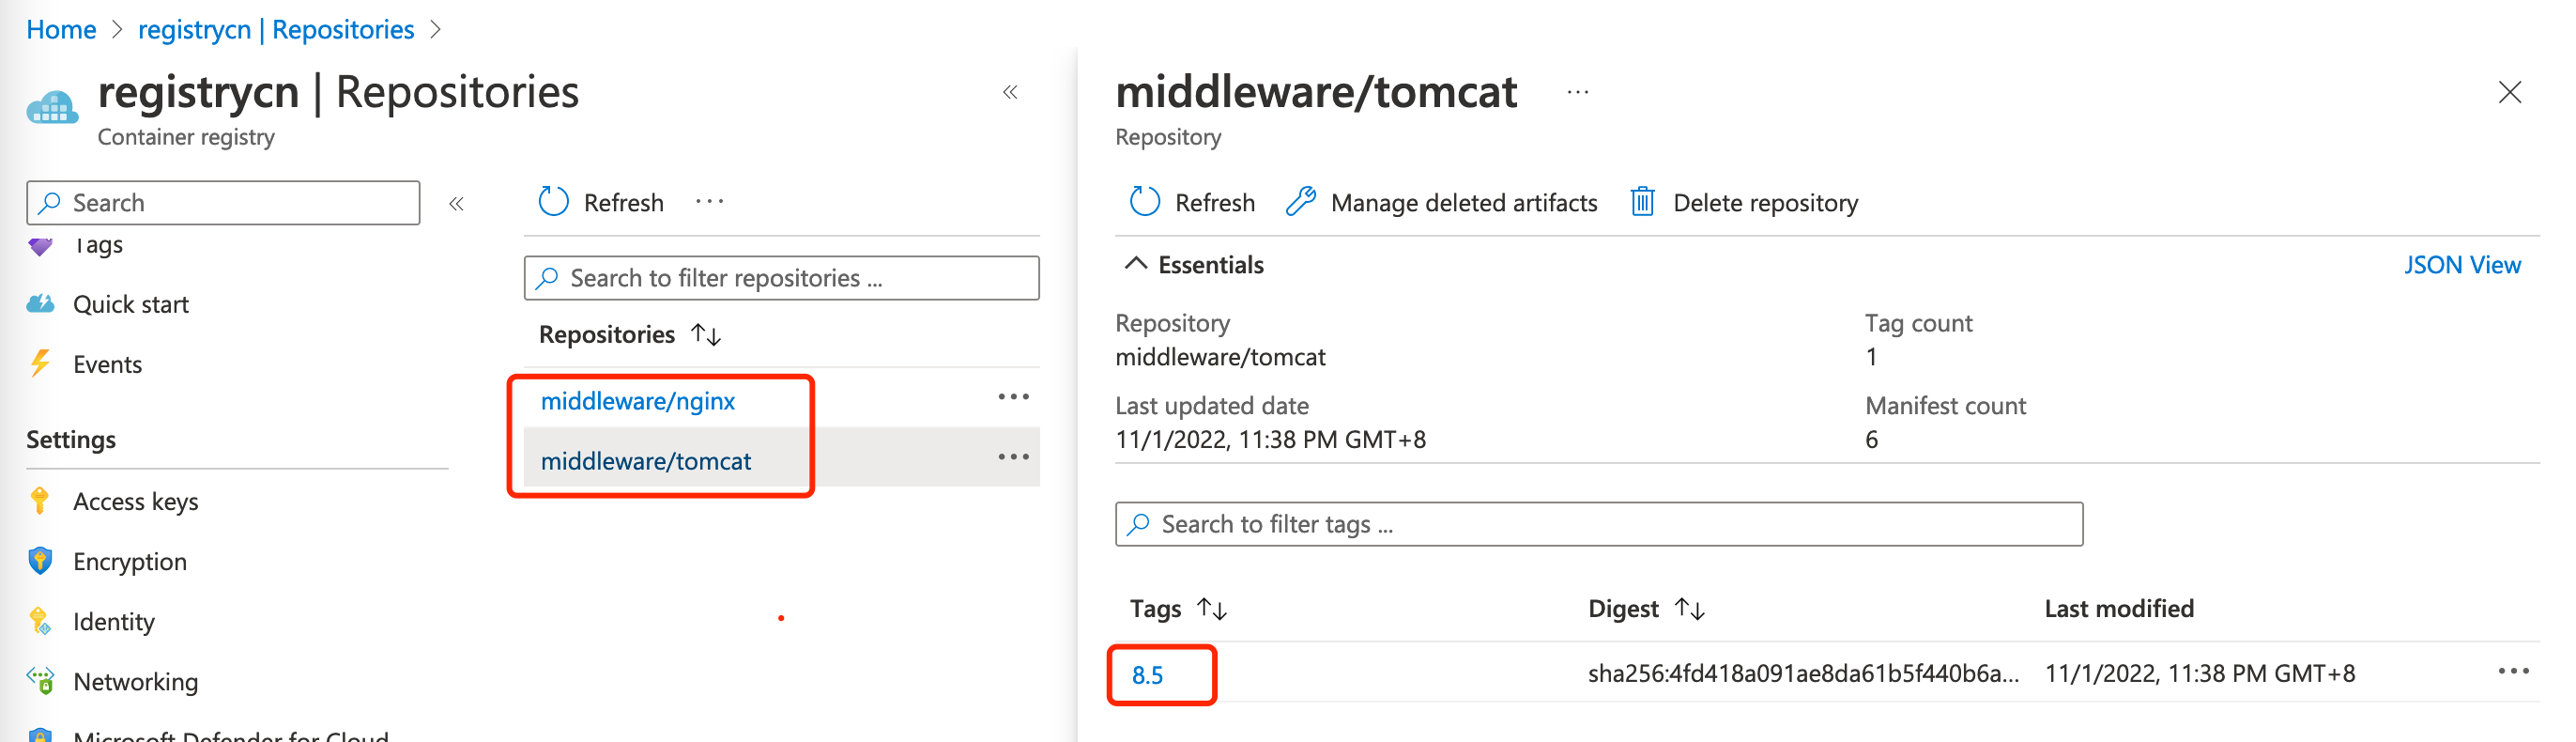 Home > registrycn | Repositories >
registrycn | Repositories
Container registry
Search
Tags
Quick start
Events
Settings
Access keys
Encryption
Identity
Networking
Microsoft Defender for Cloud
Refresh ...
Search to filter repositories ...
Repositories
middleware/nginx
middleware/tomcat
middleware/tomcat ...
Repository
Refresh
Manage deleted artifacts
Delete repository
Essentials
JSON View
Repository
middleware/tomcat
Tag count
1
Last updated date
11/1/2022, 11:38 PM GMT+8
Manifest count
6
Search to filter tags ...
Tags
Digest
Last modified
8.5
sha256:4fd418a091ae8da61b5f440b6a...
11/1/2022, 11:38 PM GMT+8